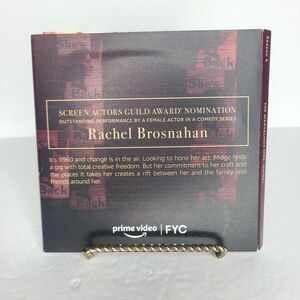 She's Back
SCREEN ACTORS GUILD AWARD® NOMINATION
OUTSTANDING PERFORMANCE BY A FEMALE ACTOR IN A COMEDY SERIES
Rachel Brosnahan
It's 1960 and change is in the air. Looking to hone her act, Midge finds
a gig with total creative freedom. But her commitment to her craft and
the places it takes her creates a rift between her and the family and
friends around her.
prime video | FYC